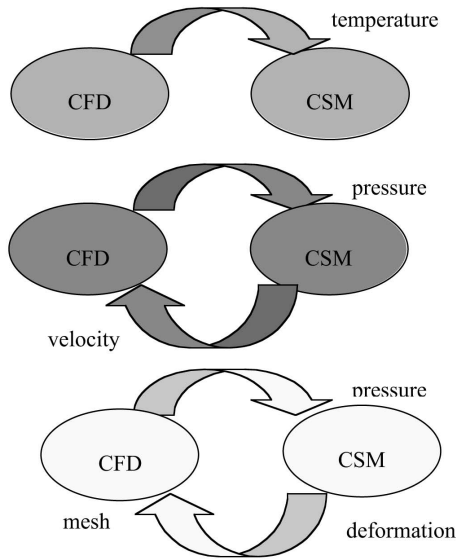 temperature
CFD CSM
pressure
CFD CSM
velocity
pressure
CFD CSM
mesh
deformation